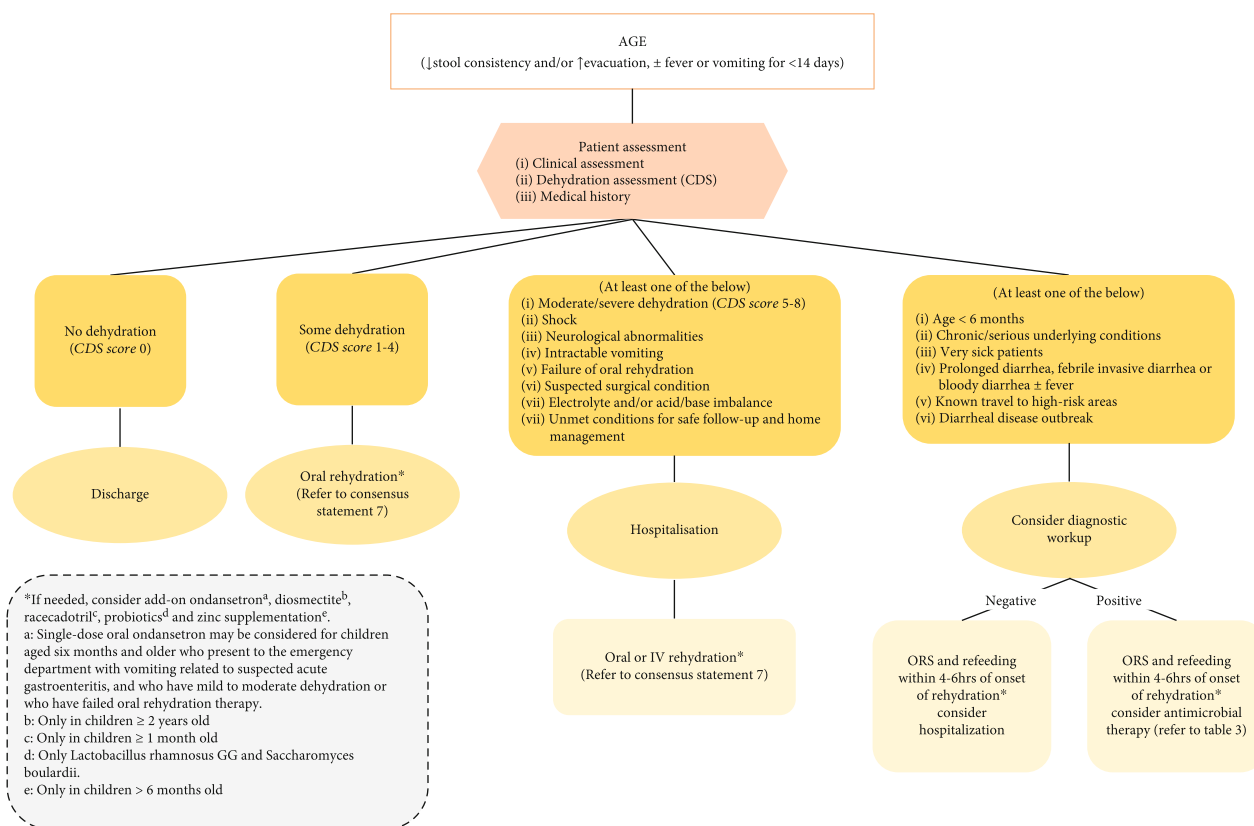 AGE
(↓stool consistency and/or ↑evacuation, ± fever or vomiting for <14 days)
Patient assessment
(i) Clinical assessment
(ii) Dehydration assessment (CDS)
(iii) Medical history
No dehydration
(CDS score 0)
Discharge
Some dehydration
(CDS score 1-4)
Oral rehydration*
(Refer to consensus
statement 7)
(At least one of the below)
(i) Moderate/severe dehydration (CDS score 5-8)
(ii) Shock
(iii) Neurological abnormalities
(iv) Intractable vomiting
(v) Failure of oral rehydration
(vi) Suspected surgical condition
(vii) Electrolyte and/or acid/base imbalance
(vii) Unmet conditions for safe follow-up and home
management
Hospitalisation
Oral or IV rehydration*
(Refer to consensus statement 7)
(At least one of the below)
(i) Age < 6 months
(ii) Chronic/serious underlying conditions
(iii) Very sick patients
(iv) Prolonged diarrhea, febrile invasive diarrhea or
bloody diarrhea ± fever
(v) Known travel to high-risk areas
(vi) Diarrheal disease outbreak
Consider diagnostic
workup
Negative
Positive
ORS and refeeding
within 4-6hrs of onset
of rehydration*
consider
hospitalization
ORS and refeeding
within 4-6hrs of onset
of rehydration*
consider antimicrobial
therapy (refer to table 3)
*If needed, consider add-on ondansetronᵃ, diosmectiteᵇ,
racecadotrilᶜ, probioticsᵈ and zinc supplementationᵉ.
a: Single-dose oral ondansetron may be considered for children
aged six months and older who present to the emergency
department with vomiting related to suspected acute
gastroenteritis, and who have mild to moderate dehydration or
who have failed oral rehydration therapy.
b: Only in children ≥ 2 years old
c: Only in children ≥ 1 month old
d: Only Lactobacillus rhamnosus GG and Saccharomyces
boulardii.
e: Only in children > 6 months old